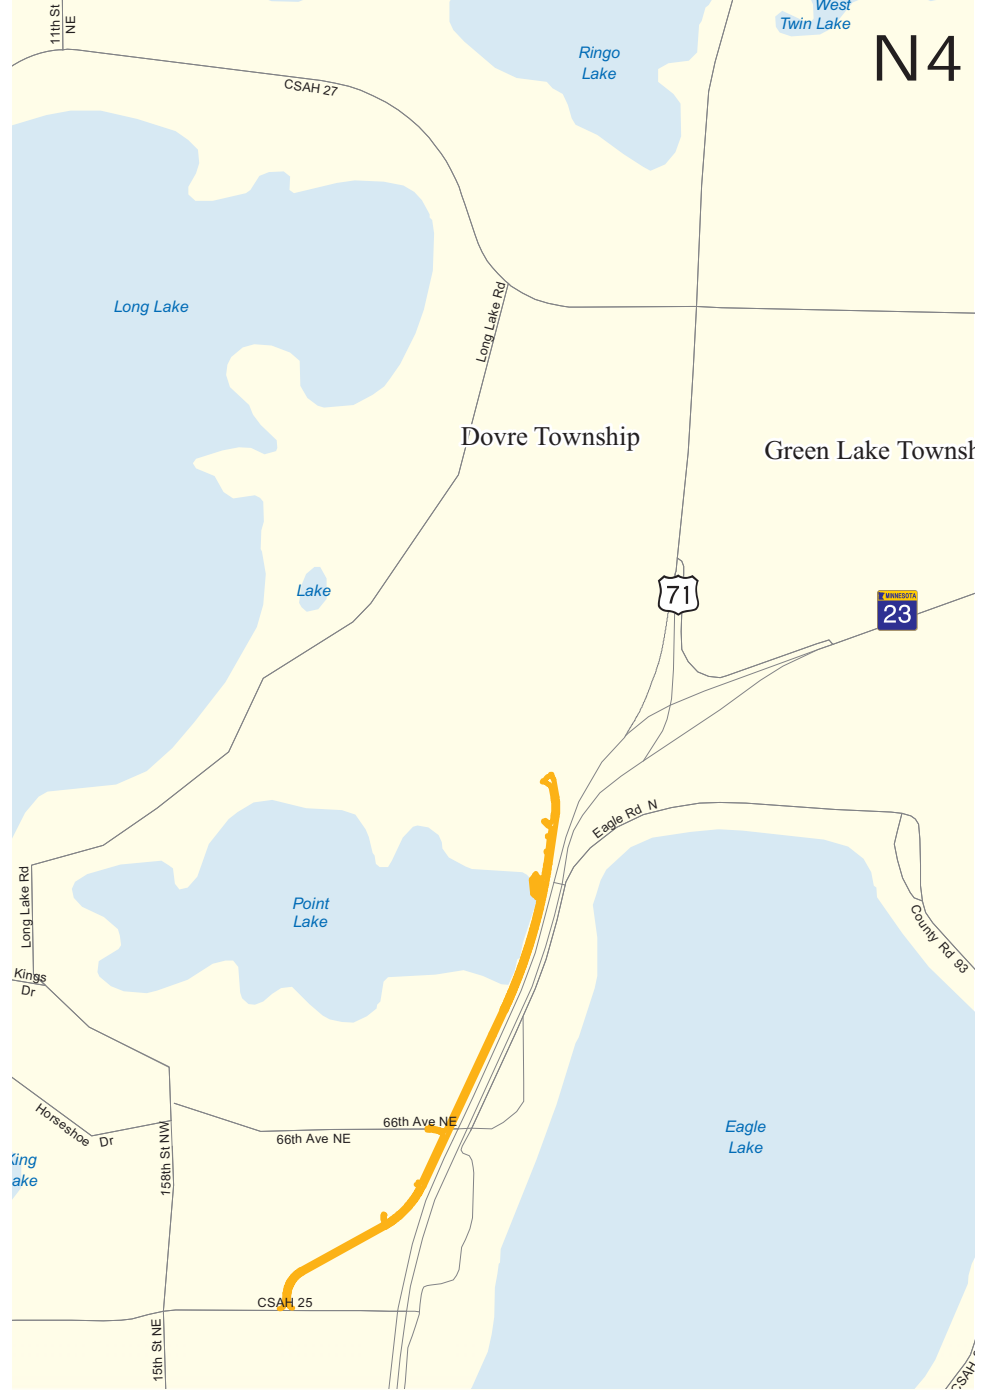 West
Twin Lake
11th St
NE
Ringo
Lake
N4
CSAH 27
Long Lake
Long Lake Rd
Dovre Township
Green Lake Townsh
Lake
71
MINNESOTA
23
Eagle Rd N
Long Lake Rd
Point
Lake
County Rd 93
Kings
Dr
Horseshoe Dr
66th Ave NE
66th Ave NE
158th St NW
Eagle
Lake
King
ake
CSAH 25
15th St NE
CSAH